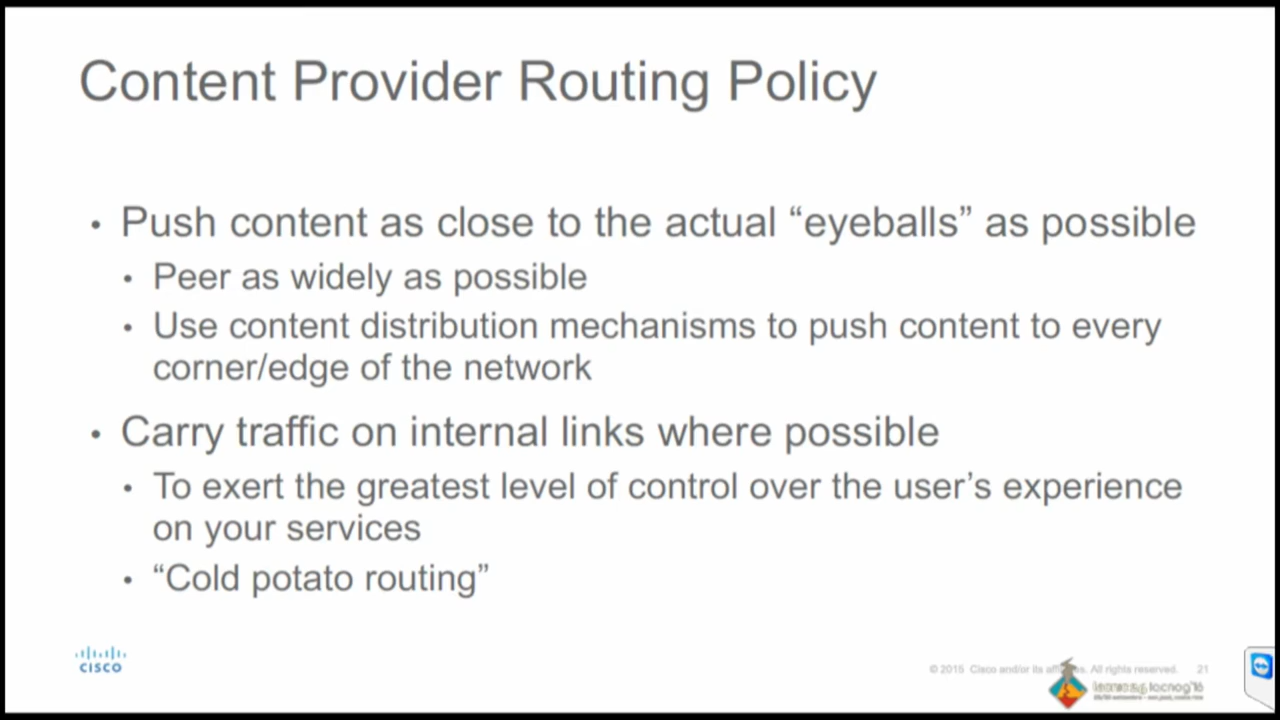 Content Provider Routing Policy
• Push content as close to the actual “eyeballs” as possible
• Peer as widely as possible
• Use content distribution mechanisms to push content to every
corner/edge of the network
• Carry traffic on internal links where possible
• To exert the greatest level of control over the user’s experience
on your services
• “Cold potato routing”
CISCO
© 2015 Cisco and/or its All rights reserved. 21
lacnog'16